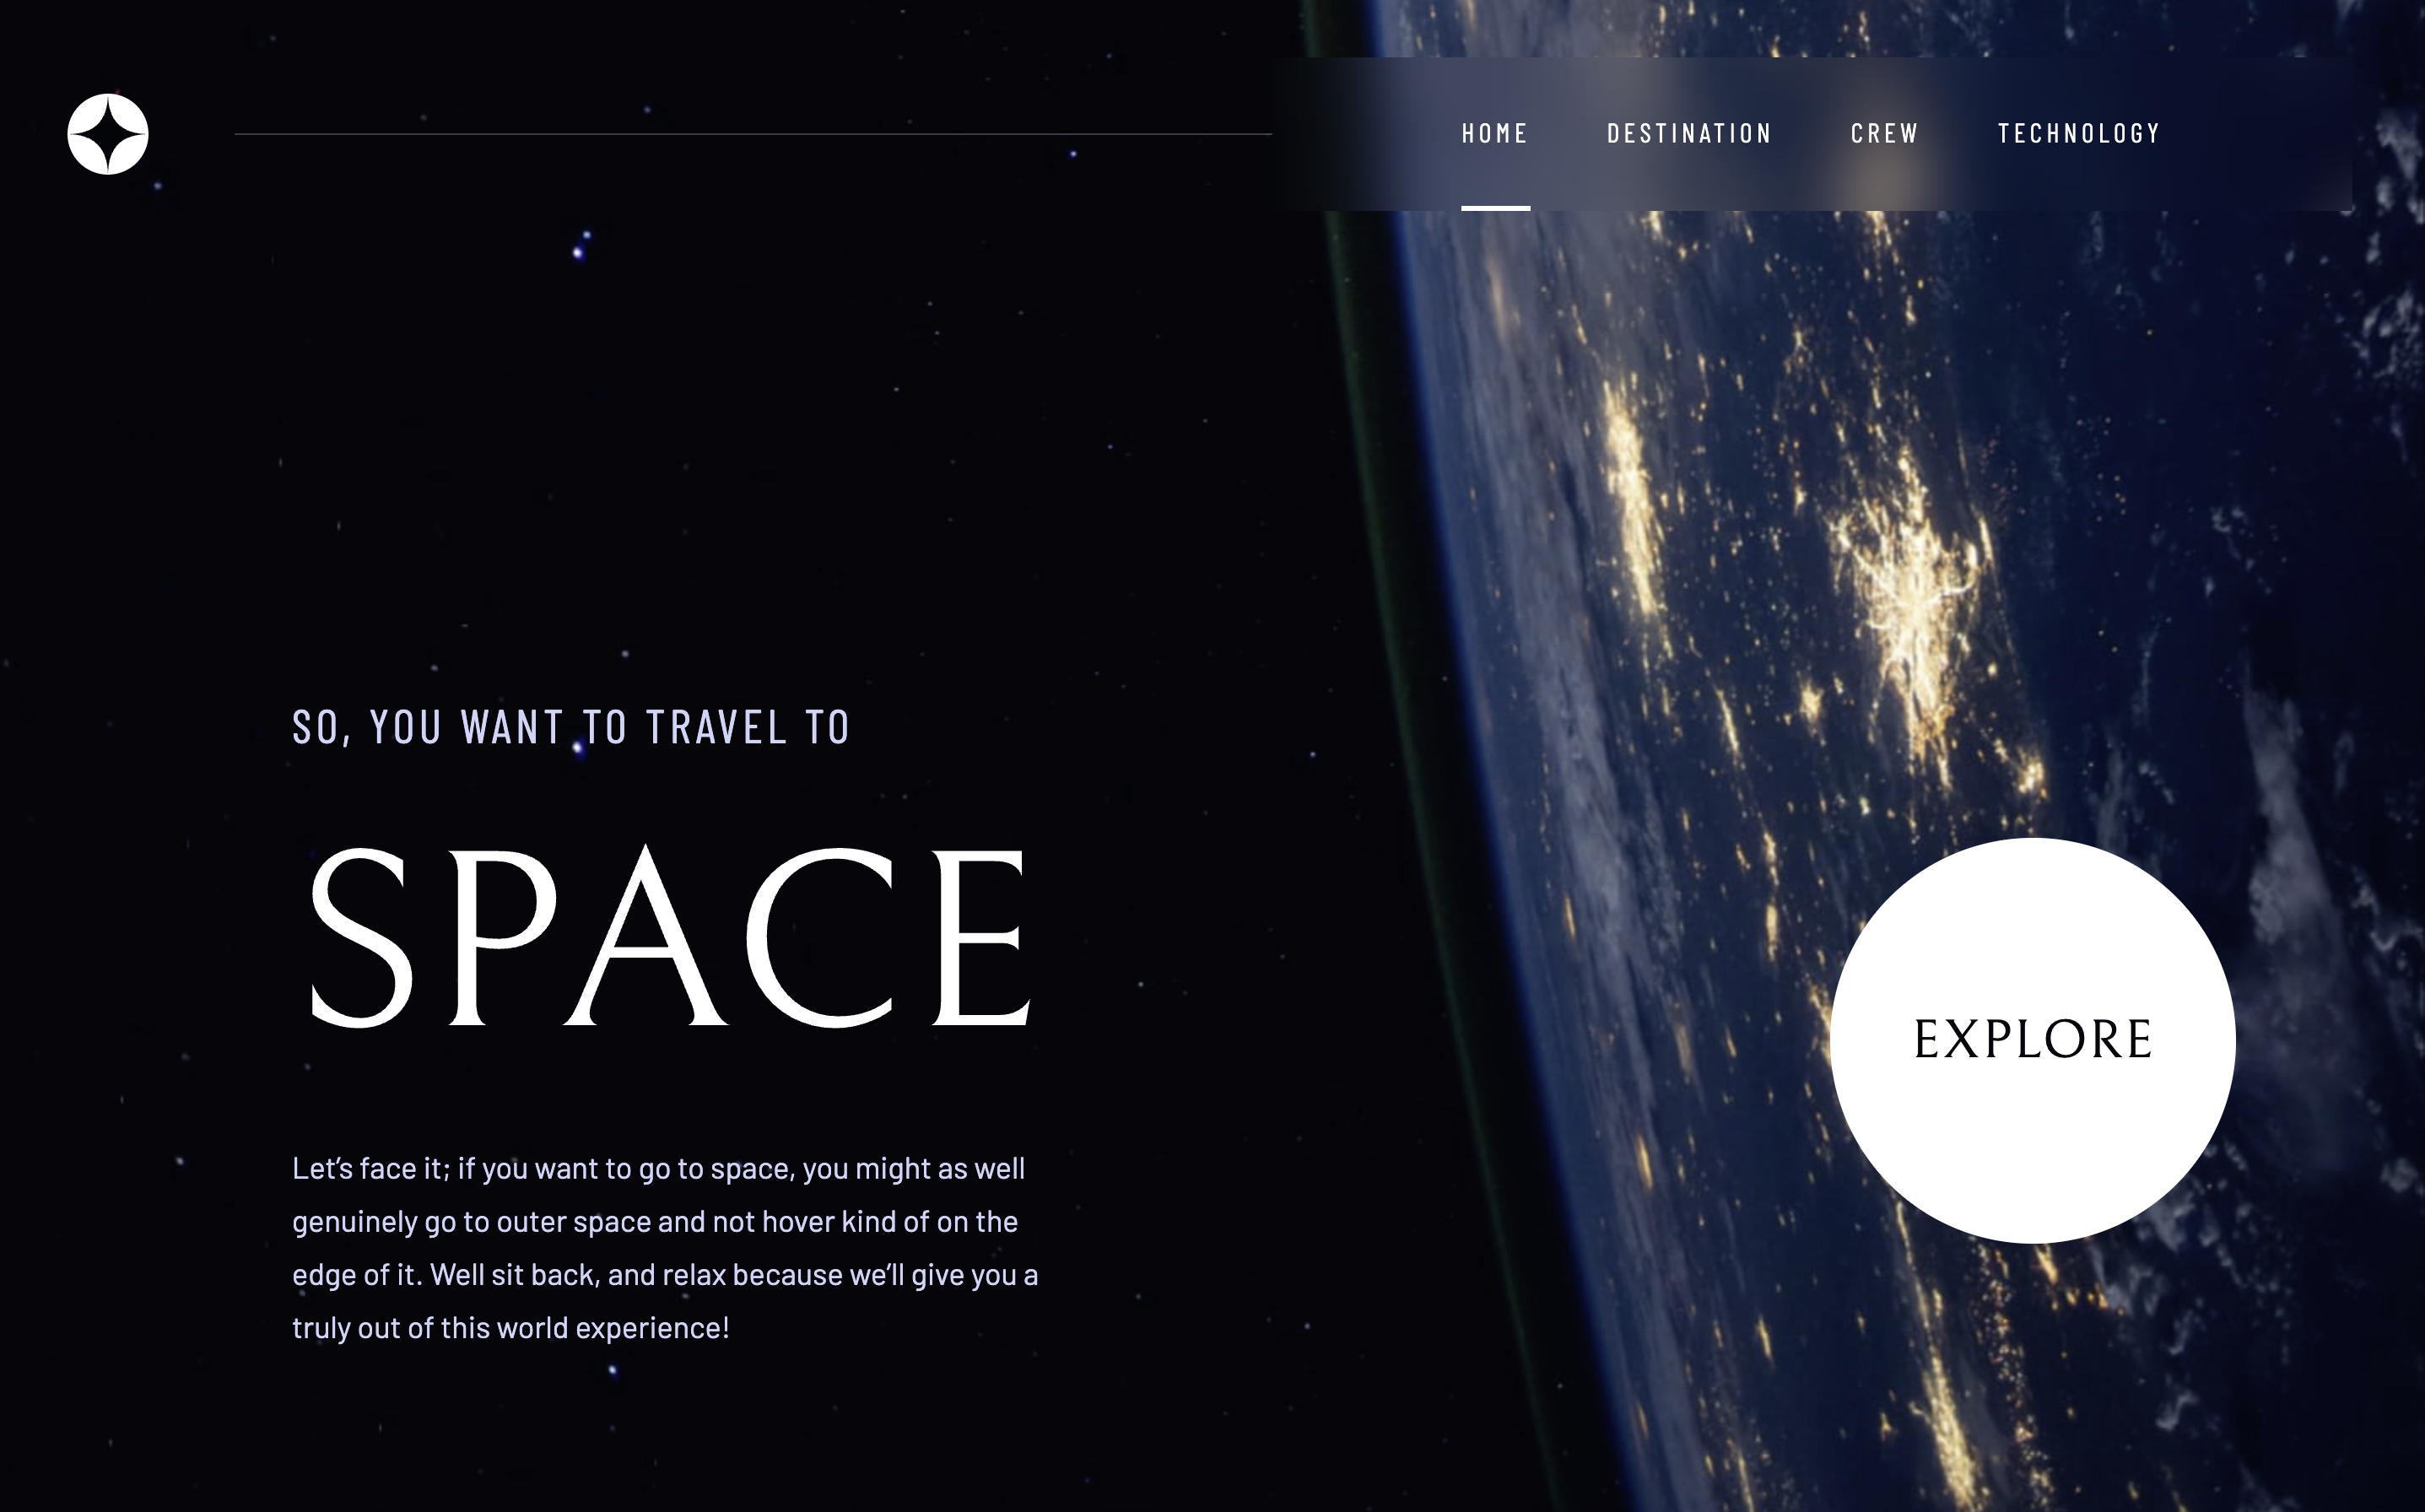 HOME DESTINATION CREW TECHNOLOGY
SO, YOU WANT TO TRAVEL TO
SPACE
Let’s face it; if you want to go to space, you might as well
genuinely go to outer space and not hover kind of on the
edge of it. Well sit back, and relax because we’ll give you a
truly out of this world experience!
EXPLORE